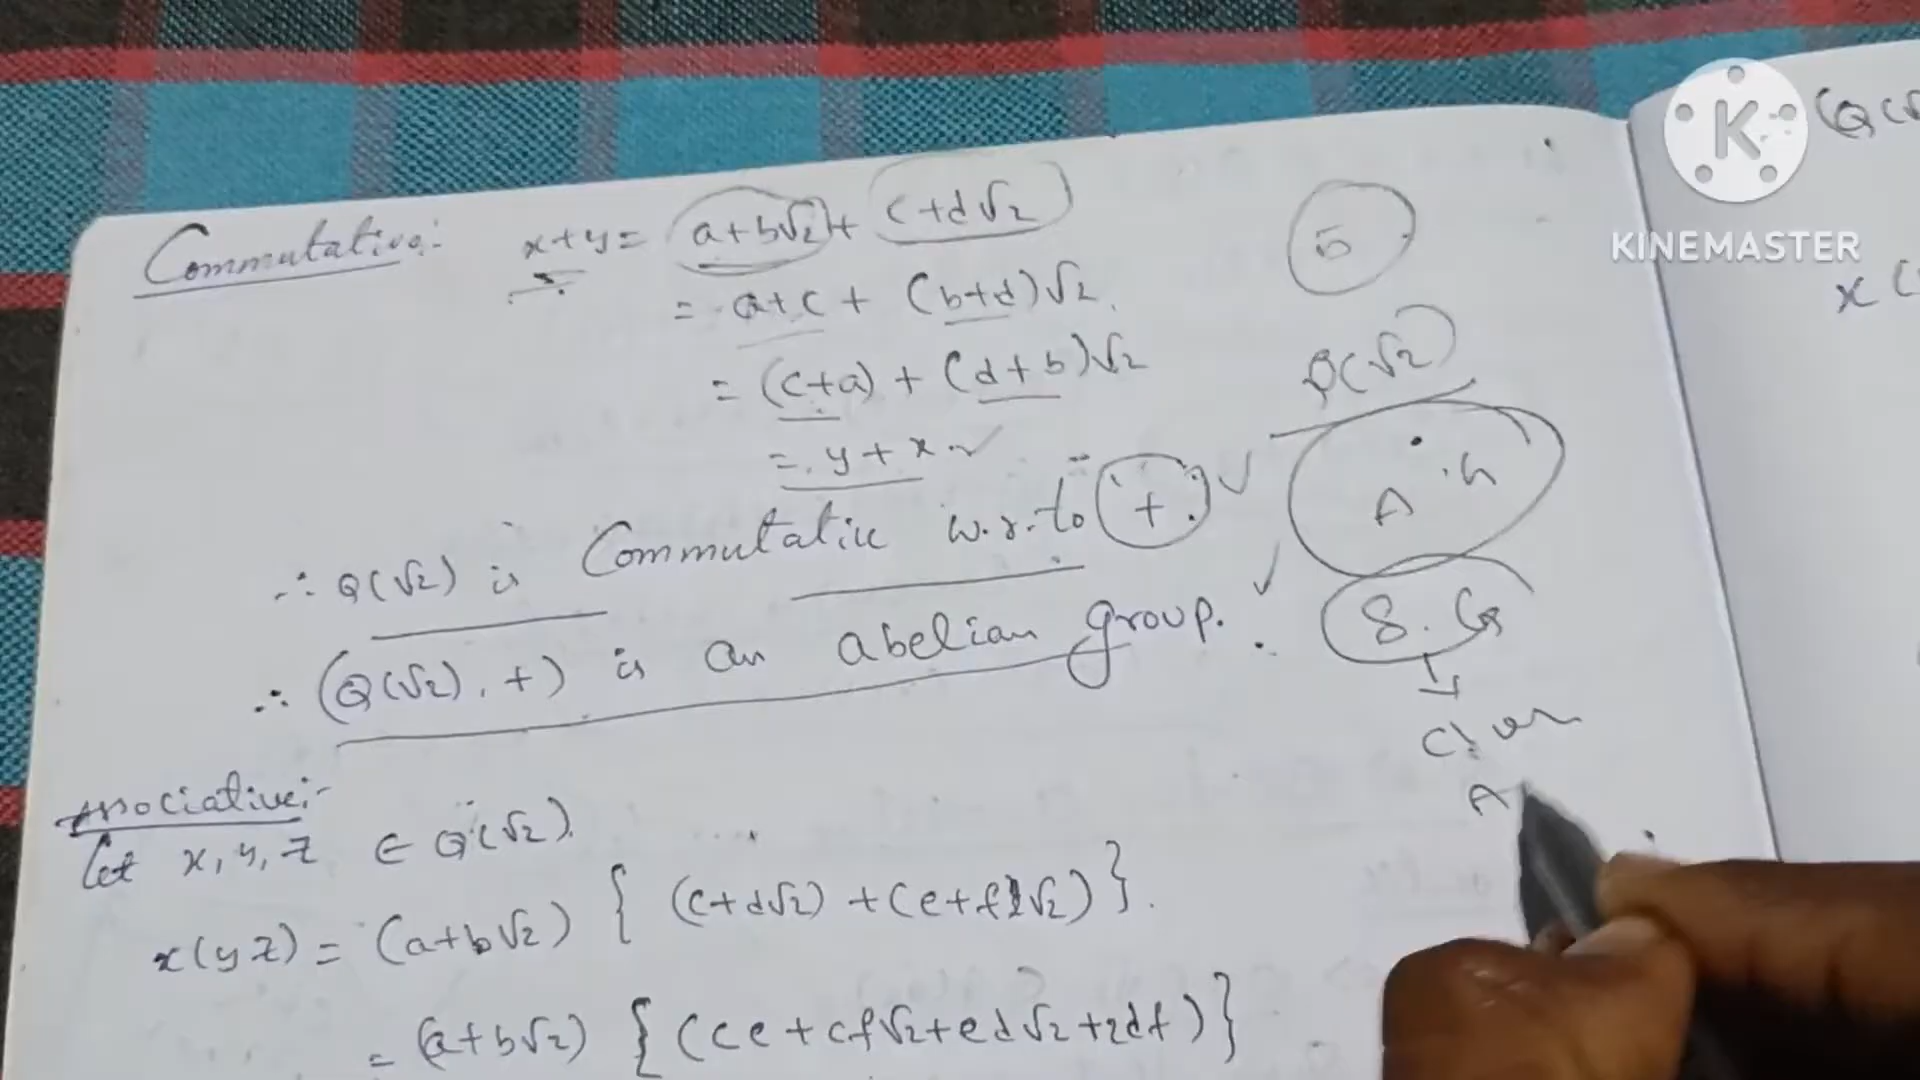 Commutative: x+y = a+b√2 + c+d√2
= a+c + (b+d)√2.
= (c+a) + (d+b)√2
= y+x
∴ Q(√2) is Commutative w.r.to +.
∴ (Q(√2), +) is an abelian group.
Associative:-
Let x, y, z ∈ Q(√2).
x(yz) = (a+b√2) { (c+d√2) + (e+f√2) }.
= (a+b√2) { (ce+cf√2+ed√2+2df) }
5
Q(√2)
A.G
S.G
A
Q(√
x(
K
KINEMASTER